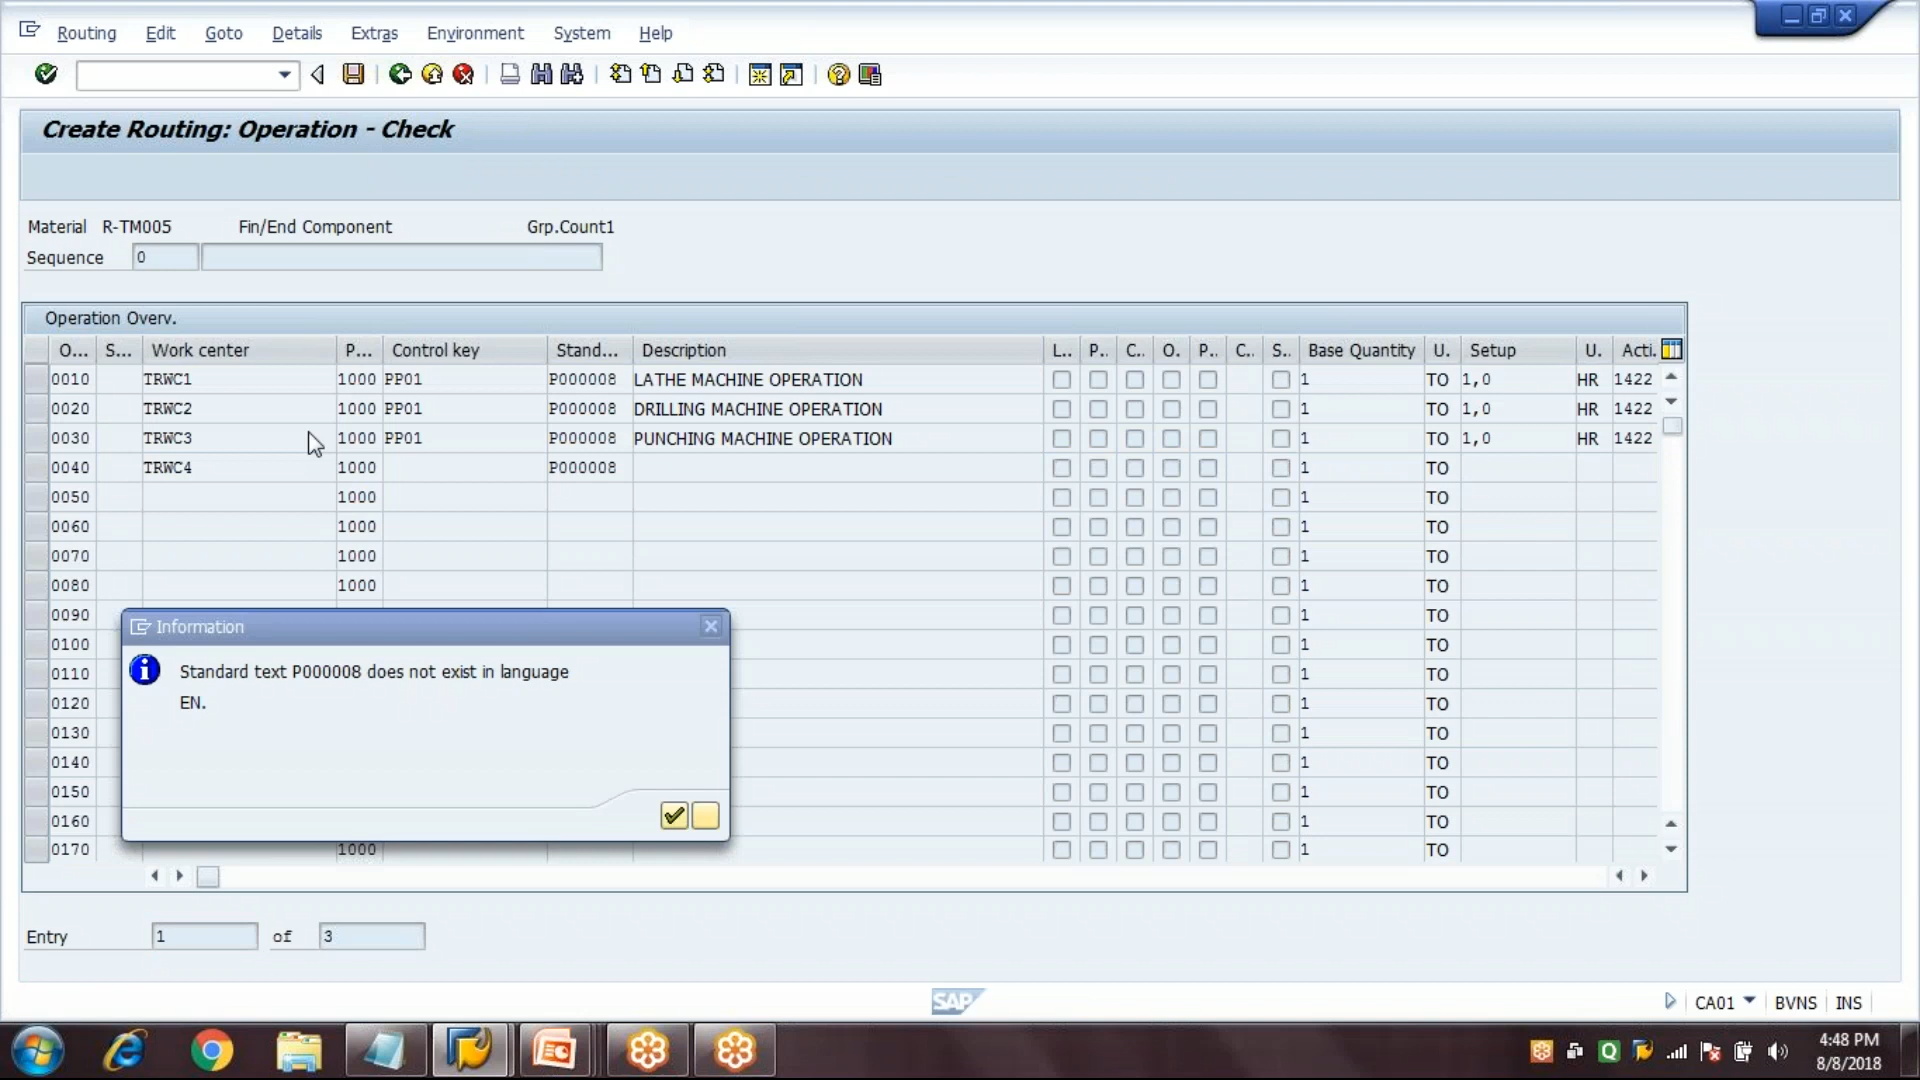 Routing Edit Goto Details Extras Environment System Help
Create Routing: Operation - Check
Material R-TM005 Fin/End Component Grp.Count1
Sequence 0
Operation Overv.
O... S... Work center P... Control key Stand... Description L.. P.. C.. O. P.. C.. S.. Base Quantity U. Setup U. Acti.
0010 TRWC1 1000 PP01 P000008 LATHE MACHINE OPERATION 1 TO 1,0 HR 1422
0020 TRWC2 1000 PP01 P000008 DRILLING MACHINE OPERATION 1 TO 1,0 HR 1422
0030 TRWC3 1000 PP01 P000008 PUNCHING MACHINE OPERATION 1 TO 1,0 HR 1422
0040 TRWC4 1000 P000008 1 TO
0050 1000 1 TO
0060 1000 1 TO
0070 1000 1 TO
0080 1000 1 TO
0090 1 TO
Information
0100 1 TO
0110 1 TO
Standard text P000008 does not exist in language
0120 1 TO
EN.
0130 1 TO
0140 1 TO
0150 1 TO
0160 1 TO
0170 1000 1 TO
Entry 1 of 3
SAP
CA01 BVNS INS
4:48 PM
8/8/2018